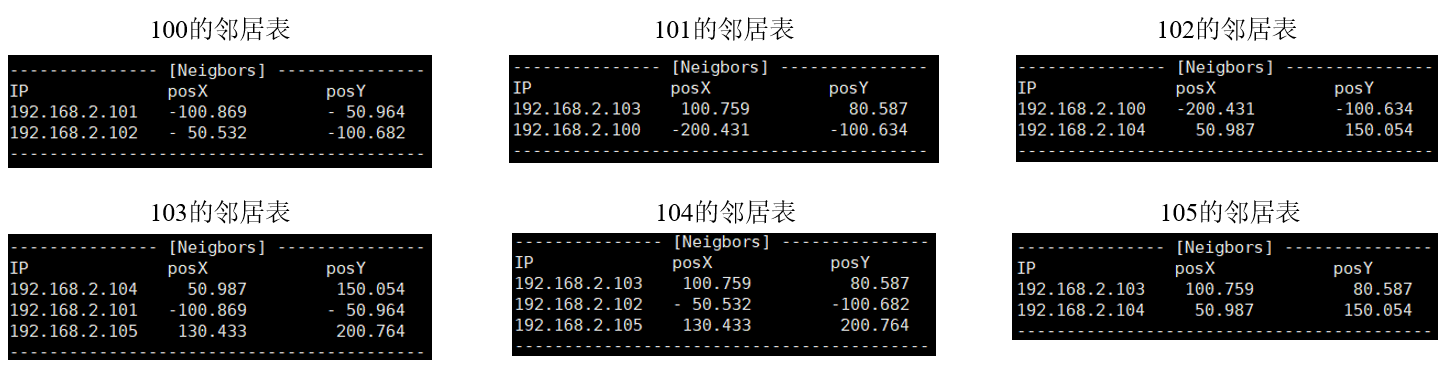 100的邻居表
--------------- [Neigbors] ---------------
IP posX posY
192.168.2.101 -100.869 - 50.964
192.168.2.102 - 50.532 -100.682
------------------------------------------
101的邻居表
--------------- [Neigbors] ---------------
IP posX posY
192.168.2.103 100.759 80.587
192.168.2.100 -200.431 -100.634
------------------------------------------
102的邻居表
--------------- [Neigbors] ---------------
IP posX posY
192.168.2.100 -200.431 -100.634
192.168.2.104 50.987 150.054
------------------------------------------
103的邻居表
--------------- [Neigbors] ---------------
IP posX posY
192.168.2.104 50.987 150.054
192.168.2.101 -100.869 - 50.964
192.168.2.105 130.433 200.764
------------------------------------------
104的邻居表
--------------- [Neigbors] ---------------
IP posX posY
192.168.2.103 100.759 80.587
192.168.2.102 - 50.532 -100.682
192.168.2.105 130.433 200.764
------------------------------------------
105的邻居表
--------------- [Neigbors] ---------------
IP posX posY
192.168.2.103 100.759 80.587
192.168.2.104 50.987 150.054
------------------------------------------